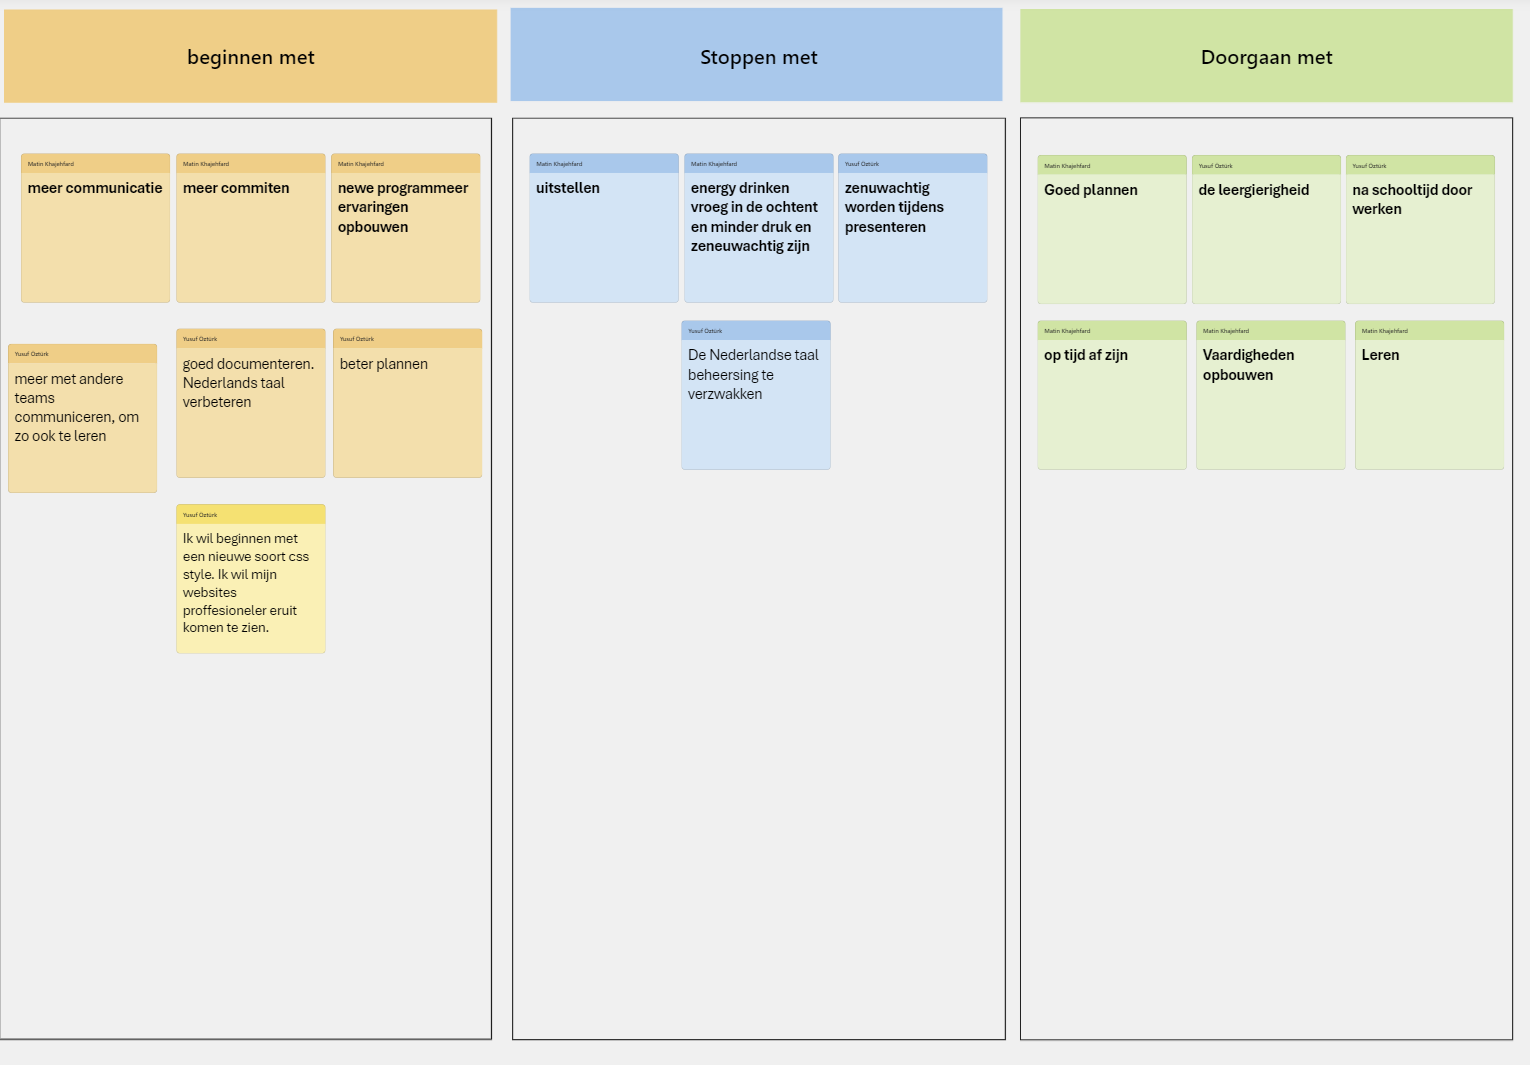 beginnen met
Stoppen met
Doorgaan met
Matin Khajehfard
meer communicatie
Matin Khajehfard
meer commiten
Matin Khajehfard
newe programmeer
ervaringen
opbouwen
Yusuf Öztürk
meer met andere
teams
communiceren, om
zo ook te leren
Yusuf Öztürk
goed documenteren.
Nederlands taal
verbeteren
Yusuf Öztürk
beter plannen
Yusuf Öztürk
Ik wil beginnen met
een nieuwe soort css
style. Ik wil mijn
websites
proffesioneler eruit
komen te zien.
Matin Khajehfard
uitstellen
Matin Khajehfard
energy drinken
vroeg in de ochtent
en minder druk en
zeneuwachtig zijn
Yusuf Öztürk
zenuwachtig
worden tijdens
presenteren
Yusuf Öztürk
De Nederlandse taal
beheersing te
verzwakken
Matin Khajehfard
Goed plannen
Yusuf Öztürk
de leergierigheid
Yusuf Öztürk
na schooltijd door
werken
Matin Khajehfard
op tijd af zijn
Matin Khajehfard
Vaardigheden
opbouwen
Matin Khajehfard
Leren